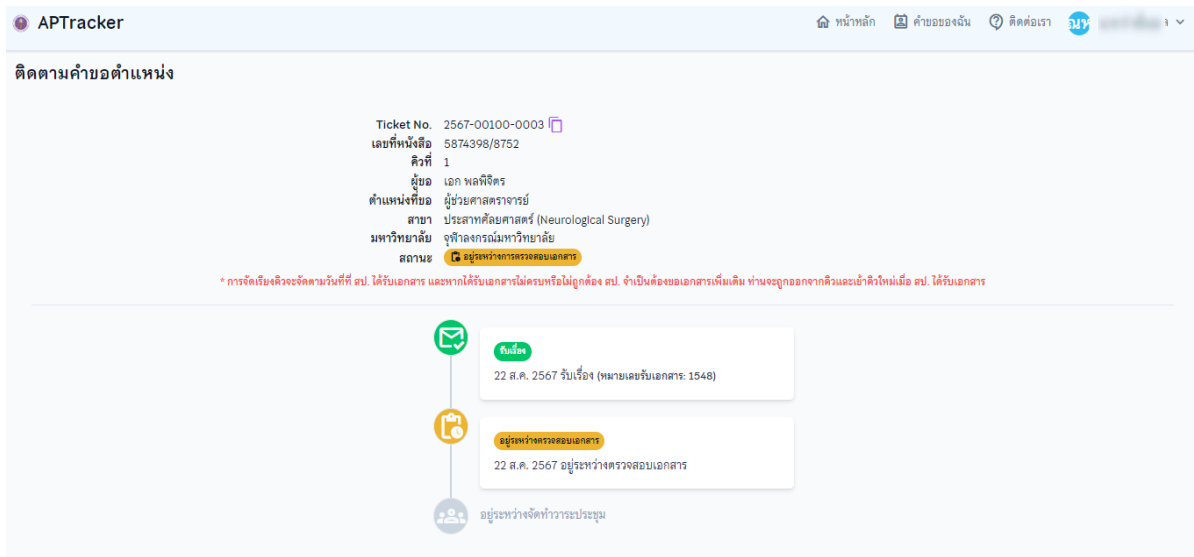 APTracker
หน้าหลัก คำขอของฉัน ติดต่อเรา ณฯ
ติดตามคำขอตำแหน่ง
Ticket No. 2567-00100-0003
เลขที่หนังสือ 5874398/8752
คิวที่ 1
ผู้ขอ เอก พลพิจิตร
ตำแหน่งที่ขอ ผู้ช่วยศาสตราจารย์
สาขา ประสาทศัลยศาสตร์ (Neurological Surgery)
มหาวิทยาลัย จุฬาลงกรณ์มหาวิทยาลัย
สถานะ อยู่ระหว่างการตรวจสอบเอกสาร
* การจัดเรียงคิวจะจัดตามวันที่ที่ สป. ได้รับเอกสาร และหากได้รับเอกสารไม่ครบหรือไม่ถูกต้อง สป. จำเป็นต้องขอเอกสารเพิ่มเติม ท่านจะถูกออกจากคิวและเข้าคิวใหม่เมื่อ สป. ได้รับเอกสาร
รับเรื่อง
22 ส.ค. 2567 รับเรื่อง (หมายเลขรับเอกสาร: 1548)
อยู่ระหว่างตรวจสอบเอกสาร
22 ส.ค. 2567 อยู่ระหว่างตรวจสอบเอกสาร
อยู่ระหว่างจัดทำวาระประชุม